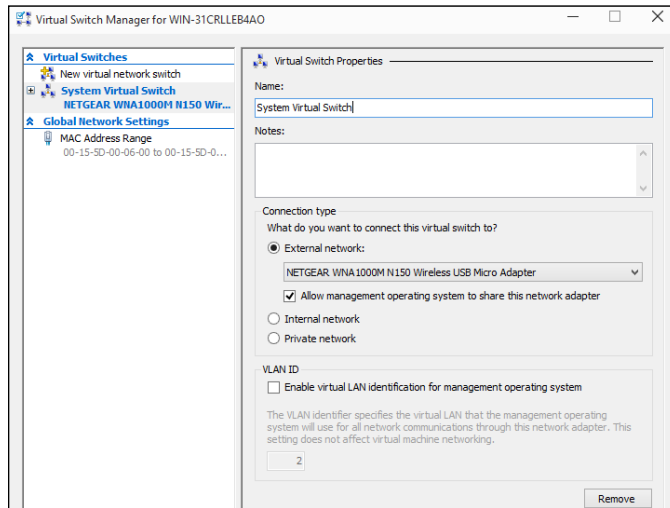 Virtual Switch Manager for WIN-31CRLLEB4AO
Virtual Switches
New virtual network switch
System Virtual Switch
NETGEAR WNA1000M N150 Wir...
Global Network Settings
MAC Address Range
00-15-5D-00-06-00 to 00-15-5D-0...
Virtual Switch Properties
Name:
System Virtual Switch
Notes:
Connection type
What do you want to connect this virtual switch to?
External network:
NETGEAR WNA1000M N150 Wireless USB Micro Adapter
Allow management operating system to share this network adapter
Internal network
Private network
VLAN ID
Enable virtual LAN identification for management operating system
The VLAN identifier specifies the virtual LAN that the management operating
system will use for all network communications through this network adapter. This
setting does not affect virtual machine networking.
2
Remove